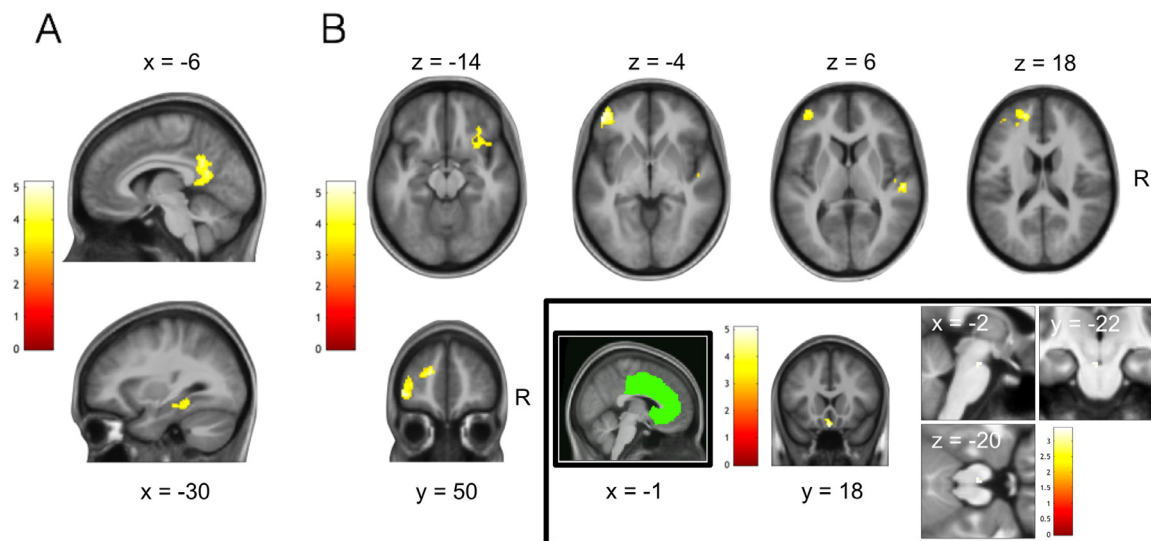 A
B
x = -6
z = -14
z = -4
z = 6
z = 18
5
4
3
2
1
0
5
4
3
2
1
0
R
x = -30
y = 50
R
x = -1
5
4
3
2
1
0
y = 18
x = -2
y = -22
z = -20
3
2.5
2
1.5
1
0.5
0